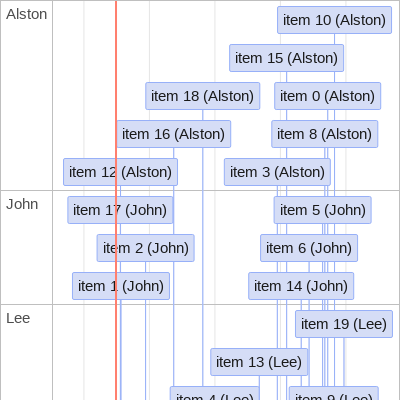 Alston
item 10 (Alston)
item 15 (Alston)
item 18 (Alston)
item 0 (Alston)
item 16 (Alston)
item 8 (Alston)
item 12 (Alston)
item 3 (Alston)
John
item 17 (John)
item 5 (John)
item 2 (John)
item 6 (John)
item 1 (John)
item 14 (John)
Lee
item 19 (Lee)
item 13 (Lee)
item 4 (Lee)
item 9 (Lee)